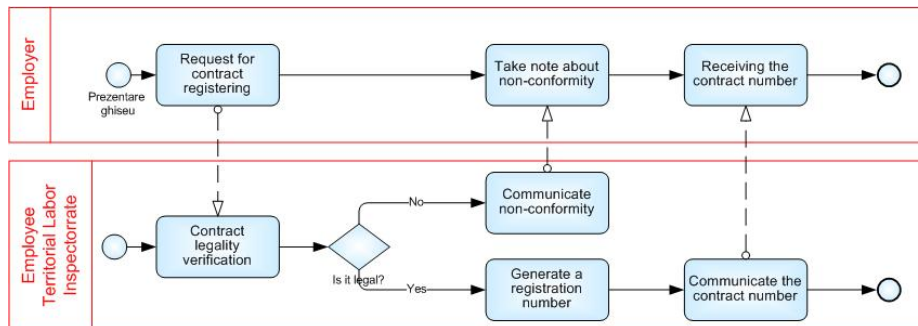 Employer
Prezentare
ghiseu
Request for
contract
registering
Take note about
non-conformity
Receiving the
contract number
Employee
Territorial Labor
Inspectorrate
Contract
legality
verification
Is it legal?
No
Communicate
non-conformity
Yes
Generate a
registration
number
Communicate the
contract number